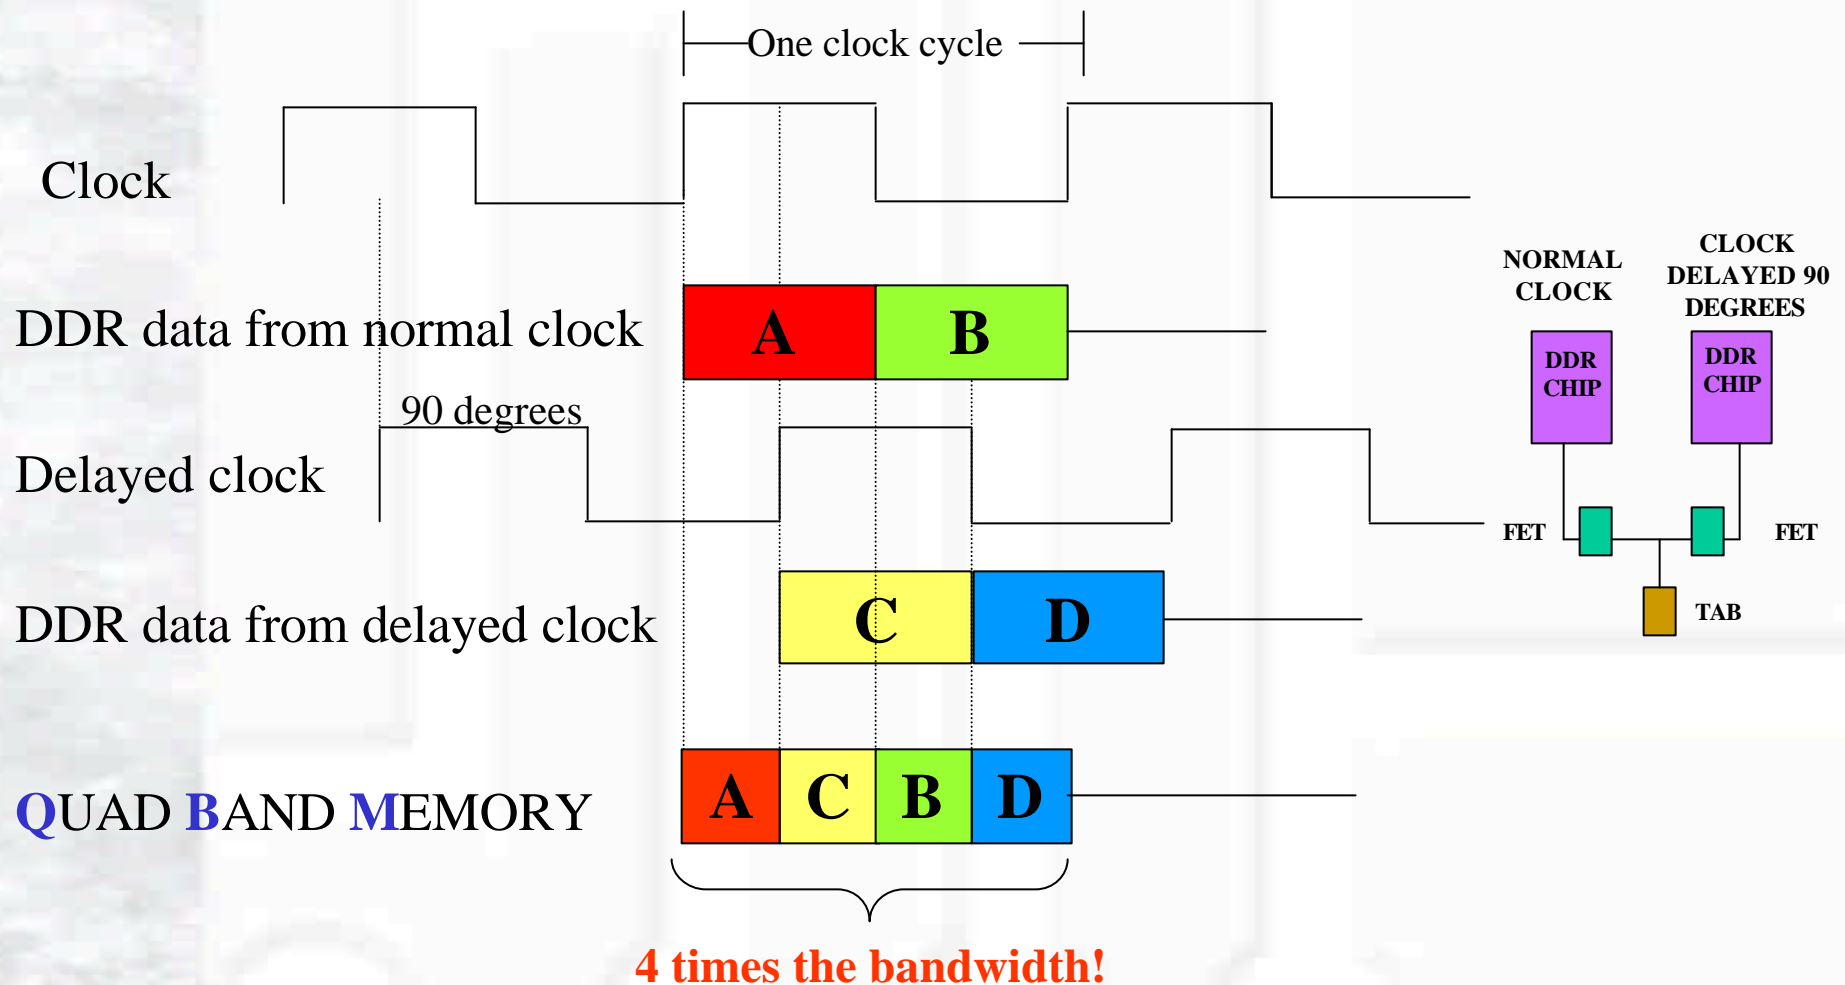 One clock cycle
Clock
DDR data from normal clock
A
B
90 degrees
Delayed clock
DDR data from delayed clock
C
D
QUAD BAND MEMORY
A
C
B
D
4 times the bandwidth!
NORMAL
CLOCK
CLOCK
DELAYED 90
DEGREES
DDR
CHIP
DDR
CHIP
FET
FET
TAB